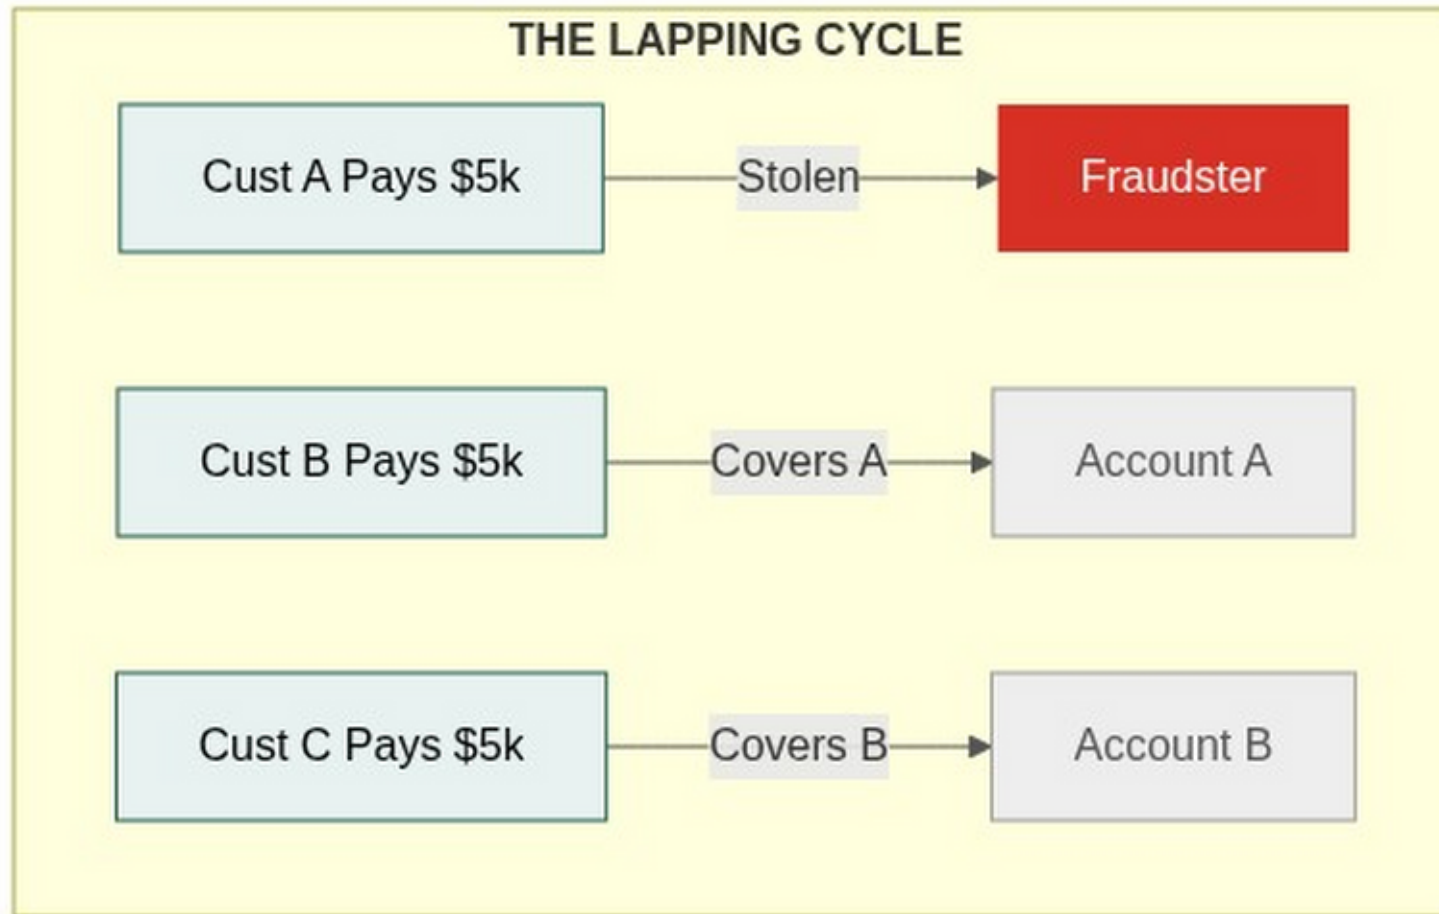 THE LAPPING CYCLE
Cust A Pays $5k
Stolen
Fraudster
Cust B Pays $5k
Covers A
Account A
Cust C Pays $5k
Covers B
Account B